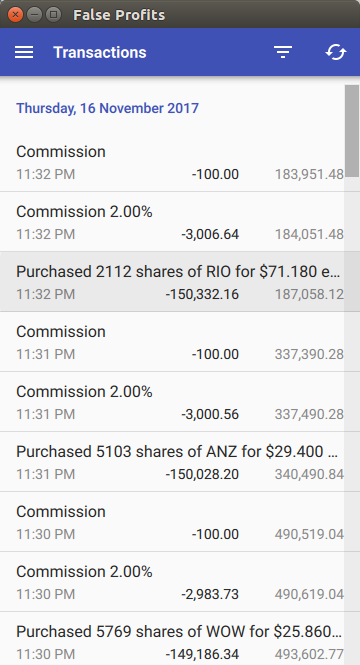 False Profits
Transactions
Thursday, 16 November 2017
Commission
11:32 PM -100.00 183,951.48
Commission 2.00%
11:32 PM -3,006.64 184,051.48
Purchased 2112 shares of RIO for $71.180 e...
11:32 PM -150,332.16 187,058.12
Commission
11:31 PM -100.00 337,390.28
Commission 2.00%
11:31 PM -3,000.56 337,490.28
Purchased 5103 shares of ANZ for $29.400 ...
11:31 PM -150,028.20 340,490.84
Commission
11:30 PM -100.00 490,519.04
Commission 2.00%
11:30 PM -2,983.73 490,619.04
Purchased 5769 shares of WOW for $25.860...
11:30 PM -149,186.34 493,602.77